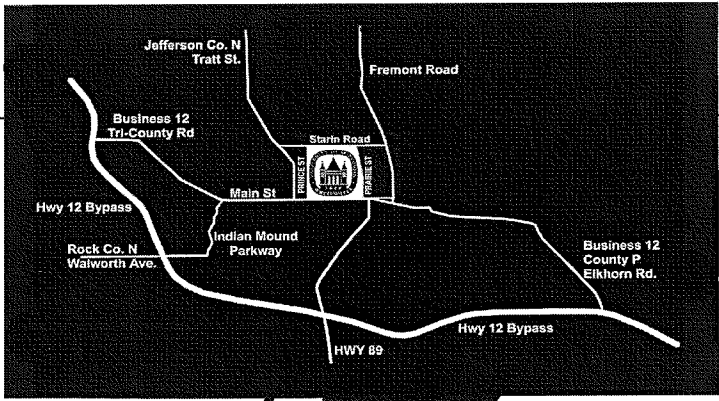 Jefferson Co. N
Tratt St.
Fremont Road
Business 12
Tri-County Rd
Starin Road
PRINCE ST
PRAIRIE ST
Main St
Hwy 12 Bypass
Indian Mound
Parkway
Rock Co. N
Walworth Ave.
Business 12
County P
Elkhorn Rd.
Hwy 12 Bypass
HWY 89